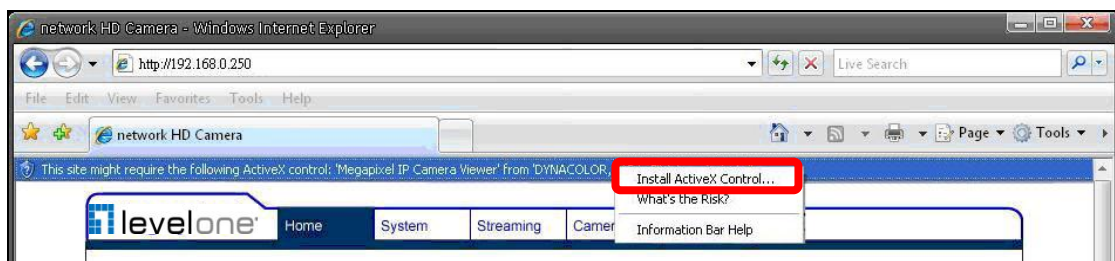 network HD Camera - Windows Internet Explorer
http://192.168.0.250
Live Search
File Edit View Favorites Tools Help
network HD Camera
Page
Tools
This site might require the following ActiveX control: 'Megapixel IP Camera Viewer' from 'DYNACOLOR,
Install ActiveX Control...
What's the Risk?
Information Bar Help
levelone
Home System Streaming Camer